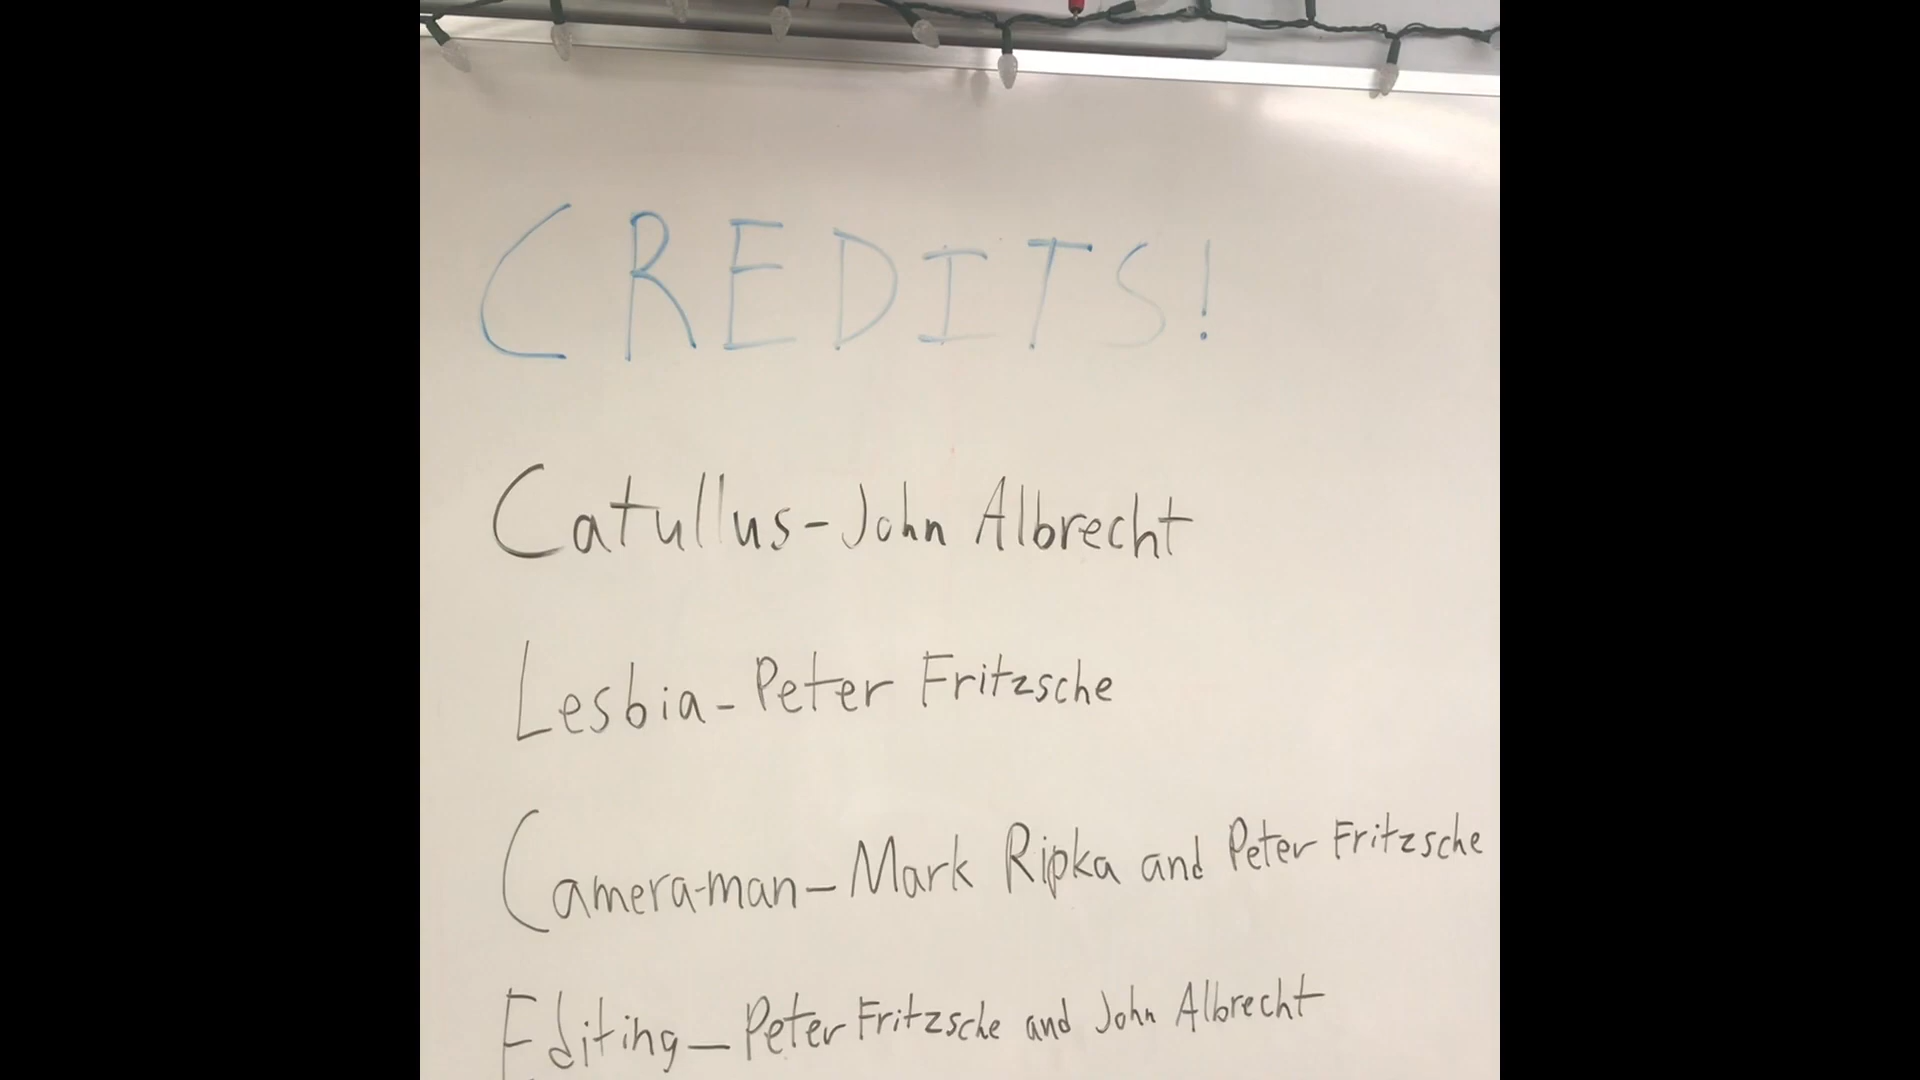 CREDITS!
Catullus-John Albrecht
Lesbia-Peter Fritzsche
Camera-man-Mark Ripka and Peter Fritzsche
Editing-Peter Fritzsche and John Albrecht